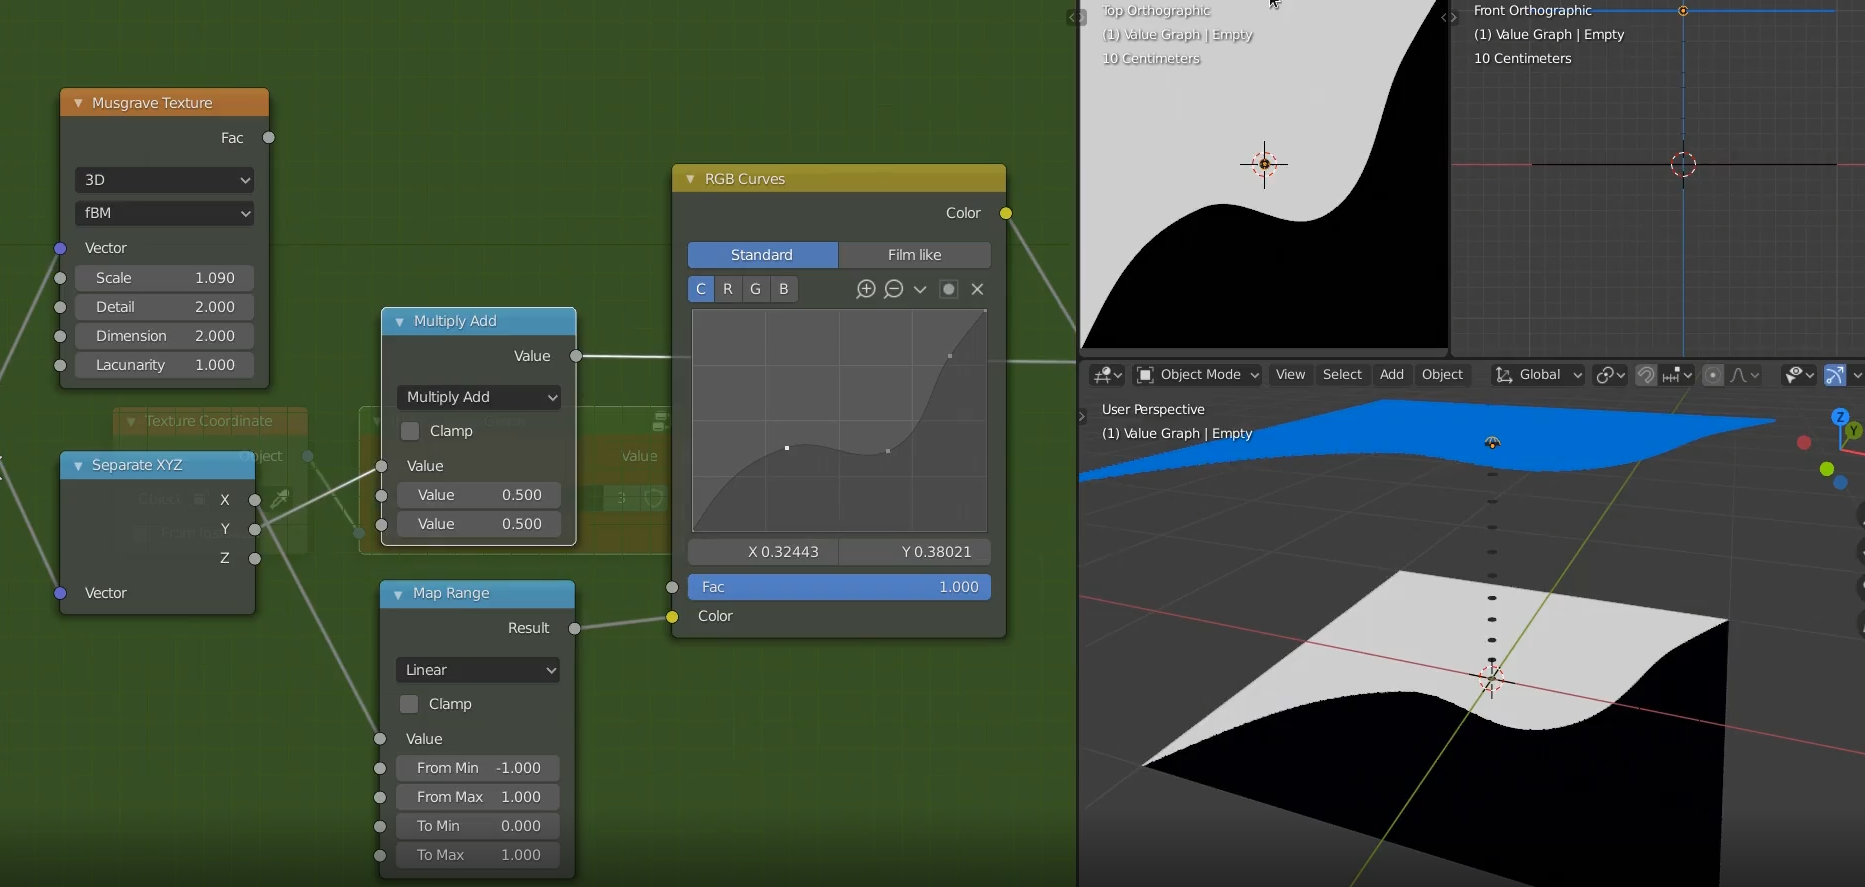 Musgrave Texture
Fac
3D
fBM
Vector
Scale 1.090
Detail 2.000
Dimension 2.000
Lacunarity 1.000
Texture Coordinate
Object
Separate XYZ
X
Y
Z
Vector
Multiply Add
Value
Multiply Add
Clamp
Value
Value 0.500
Value 0.500
Value
3
Map Range
Result
Linear
Clamp
Value
From Min -1.000
From Max 1.000
To Min 0.000
To Max 1.000
RGB Curves
Color
Standard Film like
C R G B
X 0.32443 Y 0.38021
Fac 1.000
Color
Top Orthographic
(1) Value Graph | Empty
10 Centimeters
Front Orthographic
(1) Value Graph | Empty
10 Centimeters
Object Mode View Select Add Object Global
User Perspective
(1) Value Graph | Empty
Z
Y